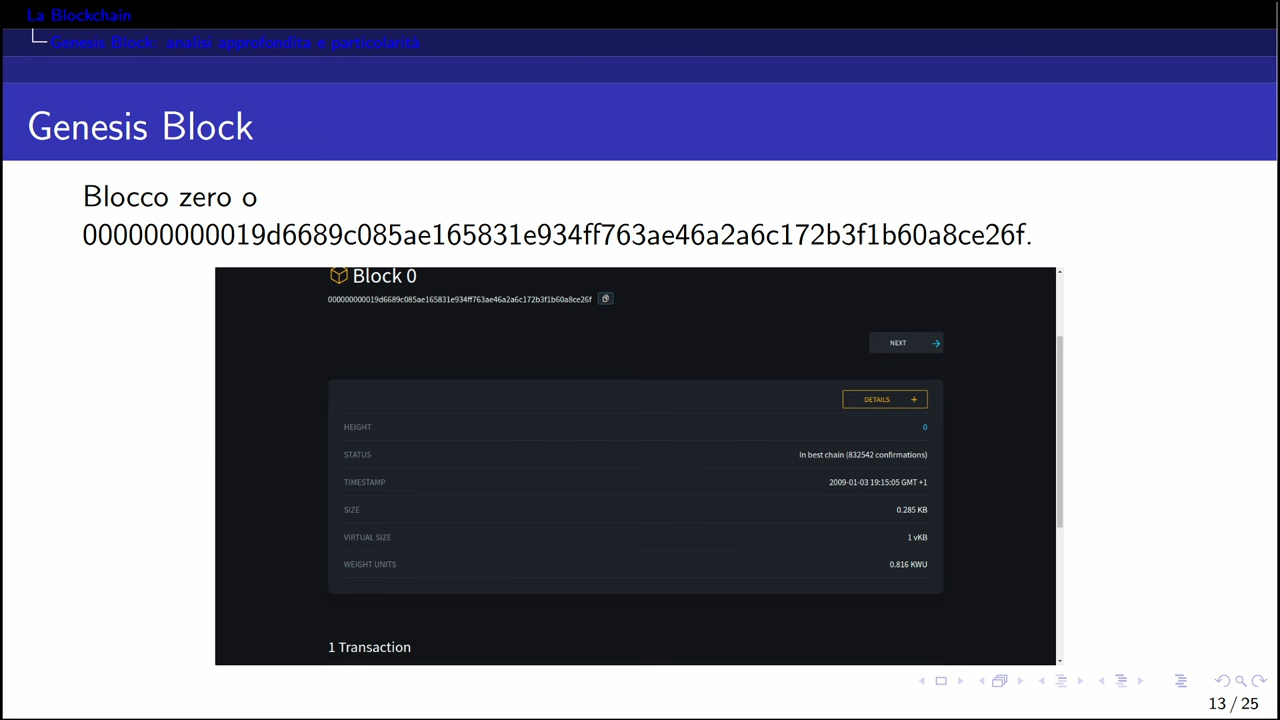 La Blockchain
Genesis Block: analisi approfondita e particolarità
Genesis Block
Blocco zero o
000000000019d6689c085ae165831e934ff763ae46a2a6c172b3f1b60a8ce26f.
Block 0
000000000019d6689c085ae165831e934ff763ae46a2a6c172b3f1b60a8ce26f
NEXT
DETAILS +
HEIGHT 0
STATUS In best chain (832542 confirmations)
TIMESTAMP 2009-01-03 19:15:05 GMT +1
SIZE 0.285 KB
VIRTUAL SIZE 1 vKB
WEIGHT UNITS 0.816 KWU
1 Transaction
13 / 25